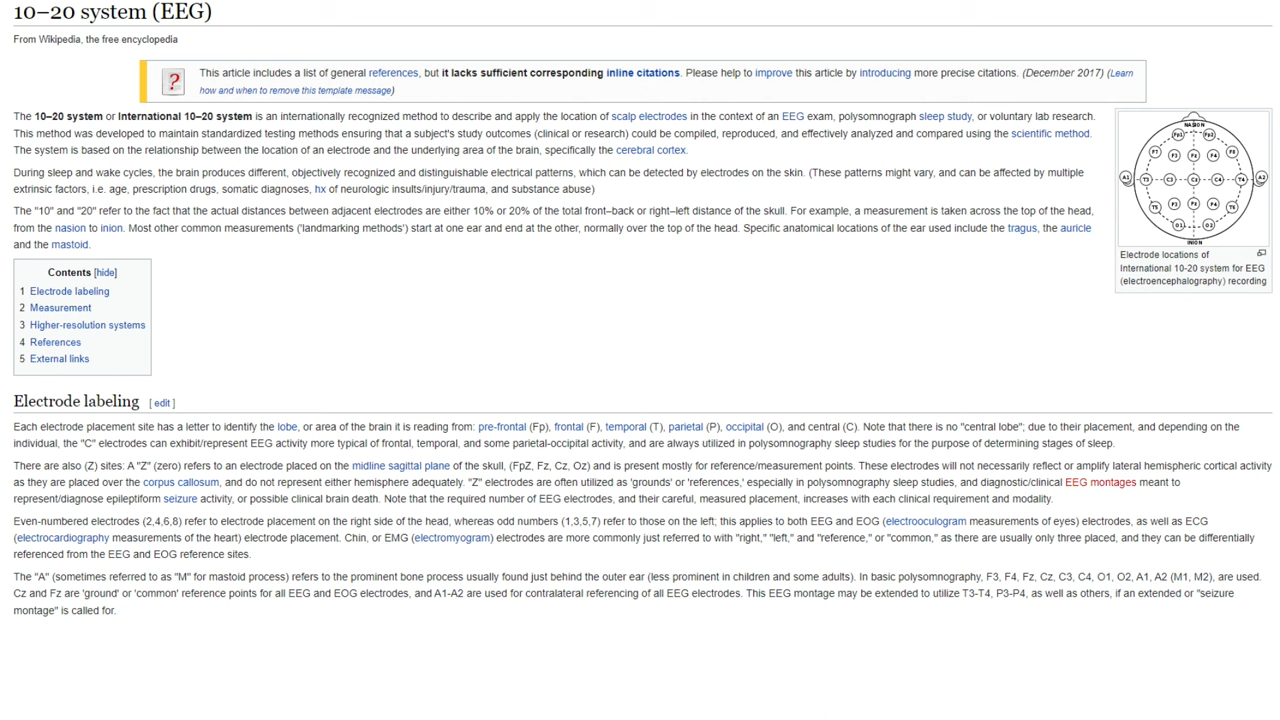 10–20 system (EEG)
From Wikipedia, the free encyclopedia
This article includes a list of general references, but it lacks sufficient corresponding inline citations. Please help to improve this article by introducing more precise citations. (December 2017) (Learn
how and when to remove this template message)
The 10–20 system or International 10–20 system is an internationally recognized method to describe and apply the location of scalp electrodes in the context of an EEG exam, polysomnograph sleep study, or voluntary lab research.
This method was developed to maintain standardized testing methods ensuring that a subject's study outcomes (clinical or research) could be compiled, reproduced, and effectively analyzed and compared using the scientific method.
The system is based on the relationship between the location of an electrode and the underlying area of the brain, specifically the cerebral cortex.
During sleep and wake cycles, the brain produces different, objectively recognized and distinguishable electrical patterns, which can be detected by electrodes on the skin. (These patterns might vary, and can be affected by multiple
extrinsic factors, i.e. age, prescription drugs, somatic diagnoses, hx of neurologic insults/injury/trauma, and substance abuse)
The "10" and "20" refer to the fact that the actual distances between adjacent electrodes are either 10% or 20% of the total front–back or right–left distance of the skull. For example, a measurement is taken across the top of the head,
from the nasion to inion. Most other common measurements ('landmarking methods') start at one ear and end at the other, normally over the top of the head. Specific anatomical locations of the ear used include the tragus, the auricle
and the mastoid.
NASION
Fp1 Fp2
F7 F3 Fz F4 F8
A1 T3 C3 Cz C4 T4 A2
T5 P3 Pz P4 T6
O1 O2
INION
Electrode locations of
International 10-20 system for EEG
(electroencephalography) recording
Contents [hide]
1 Electrode labeling
2 Measurement
3 Higher-resolution systems
4 References
5 External links
Electrode labeling [ edit ]
Each electrode placement site has a letter to identify the lobe, or area of the brain it is reading from: pre-frontal (Fp), frontal (F), temporal (T), parietal (P), occipital (O), and central (C). Note that there is no "central lobe"; due to their placement, and depending on the
individual, the "C" electrodes can exhibit/represent EEG activity more typical of frontal, temporal, and some parietal-occipital activity, and are always utilized in polysomnography sleep studies for the purpose of determining stages of sleep.
There are also (Z) sites: A "Z" (zero) refers to an electrode placed on the midline sagittal plane of the skull, (FpZ, Fz, Cz, Oz) and is present mostly for reference/measurement points. These electrodes will not necessarily reflect or amplify lateral hemispheric cortical activity
as they are placed over the corpus callosum, and do not represent either hemisphere adequately. "Z" electrodes are often utilized as 'grounds' or 'references,' especially in polysomnography sleep studies, and diagnostic/clinical EEG montages meant to
represent/diagnose epileptiform seizure activity, or possible clinical brain death. Note that the required number of EEG electrodes, and their careful, measured placement, increases with each clinical requirement and modality.
Even-numbered electrodes (2,4,6,8) refer to electrode placement on the right side of the head, whereas odd numbers (1,3,5,7) refer to those on the left; this applies to both EEG and EOG (electrooculogram measurements of eyes) electrodes, as well as ECG
(electrocardiography measurements of the heart) electrode placement. Chin, or EMG (electromyogram) electrodes are more commonly just referred to with "right," "left," and "reference," or "common," as there are usually only three placed, and they can be differentially
referenced from the EEG and EOG reference sites.
The "A" (sometimes referred to as "M" for mastoid process) refers to the prominent bone process usually found just behind the outer ear (less prominent in children and some adults). In basic polysomnography, F3, F4, Fz, Cz, C3, C4, O1, O2, A1, A2 (M1, M2), are used.
Cz and Fz are 'ground' or 'common' reference points for all EEG and EOG electrodes, and A1-A2 are used for contralateral referencing of all EEG electrodes. This EEG montage may be extended to utilize T3-T4, P3-P4, as well as others, if an extended or "seizure
montage" is called for.